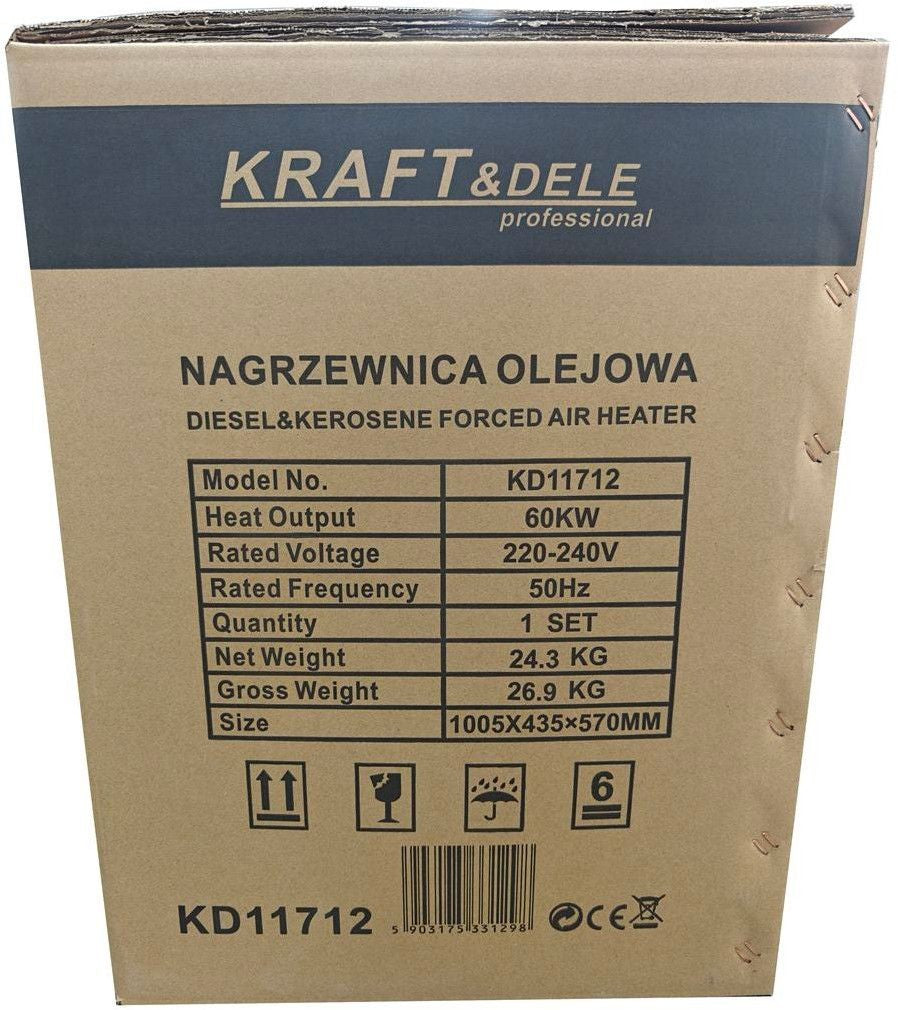 KRAFT&DELE
professional
NAGRZEWNICA OLEJOWA
DIESEL&KEROSENE FORCED AIR HEATER
Model No. KD11712
Heat Output 60KW
Rated Voltage 220-240V
Rated Frequency 50Hz
Quantity 1 SET
Net Weight 24.3 KG
Gross Weight 26.9 KG
Size 1005X435×570MM
6
KD11712
5 903175 331298
CE